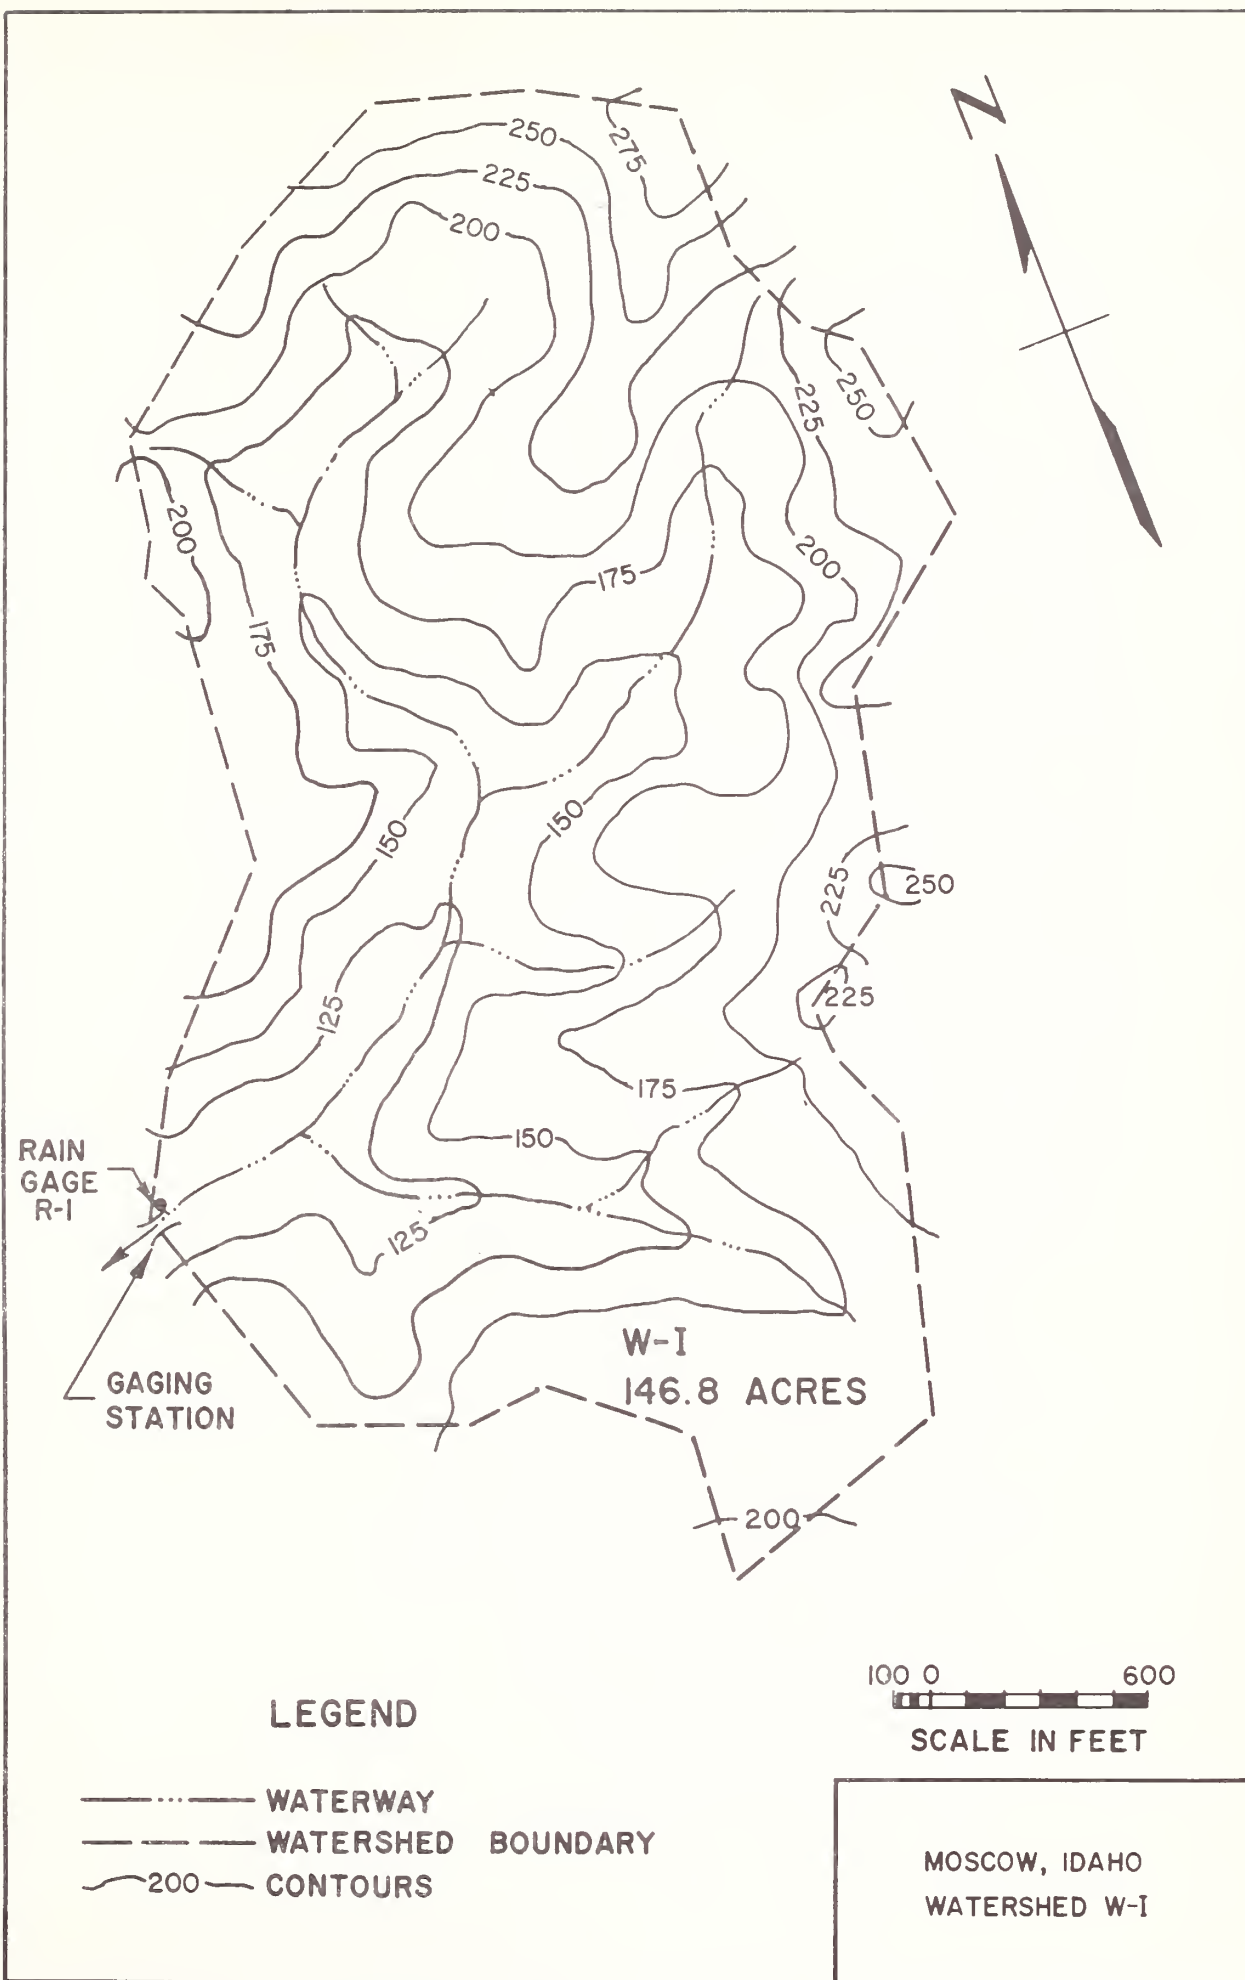 N
250
275
225
200
225
250
200
200
175
175
150
150
225
250
225
125
175
150
RAIN
GAGE
R-1
125
W-I
146.8 ACRES
GAGING
STATION
200
100 0 600
SCALE IN FEET
LEGEND
WATERWAY
WATERSHED BOUNDARY
200 CONTOURS
MOSCOW, IDAHO
WATERSHED W-I